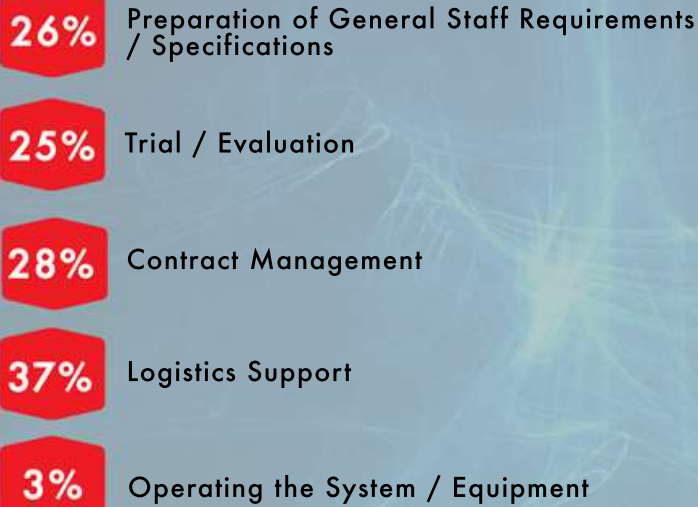 26% Preparation of General Staff Requirements
/ Specifications
25% Trial / Evaluation
28% Contract Management
37% Logistics Support
3% Operating the System / Equipment